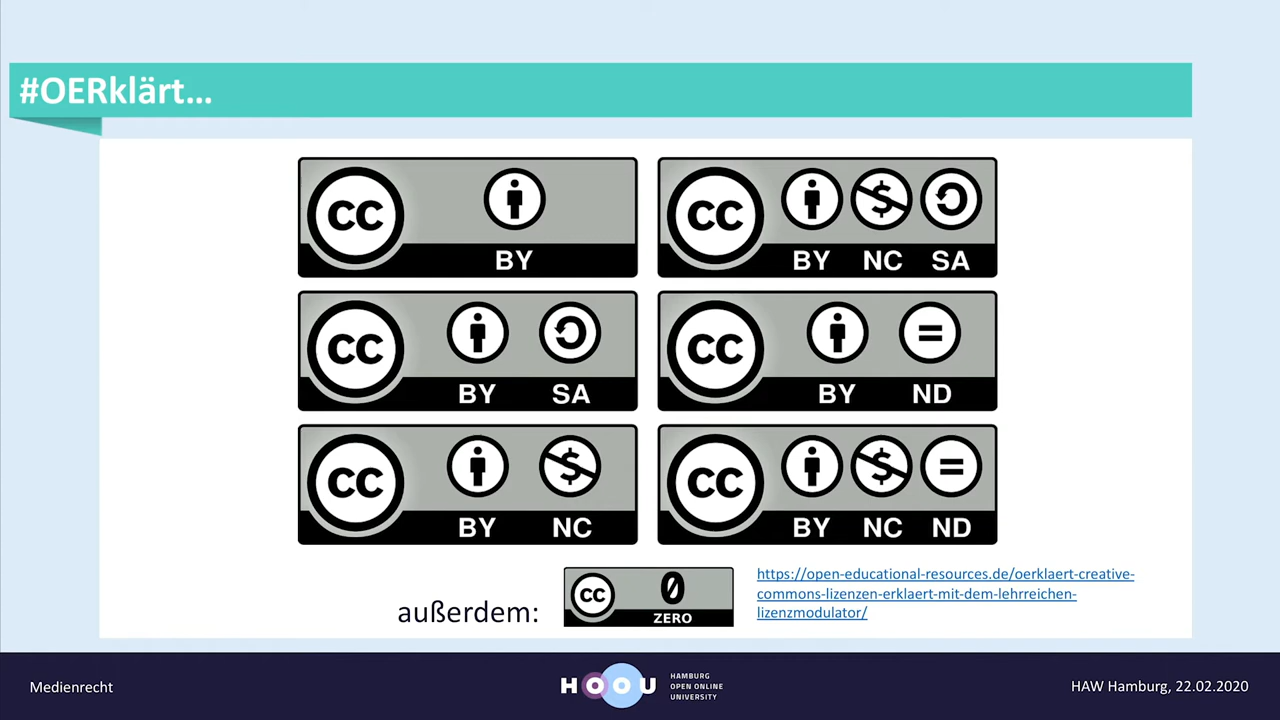 #OERklärt...
CC
BY
CC
BY NC SA
CC
BY SA
CC
BY ND
CC
BY NC
CC
BY NC ND
außerdem:
CC 0
ZERO
https://open-educational-resources.de/oerklaert-creative-
commons-lizenzen-erklaert-mit-dem-lehrreichen-
lizenzmodulator/
Medienrecht
HOOU
HAMBURG
OPEN ONLINE
UNIVERSITY
HAW Hamburg, 22.02.2020